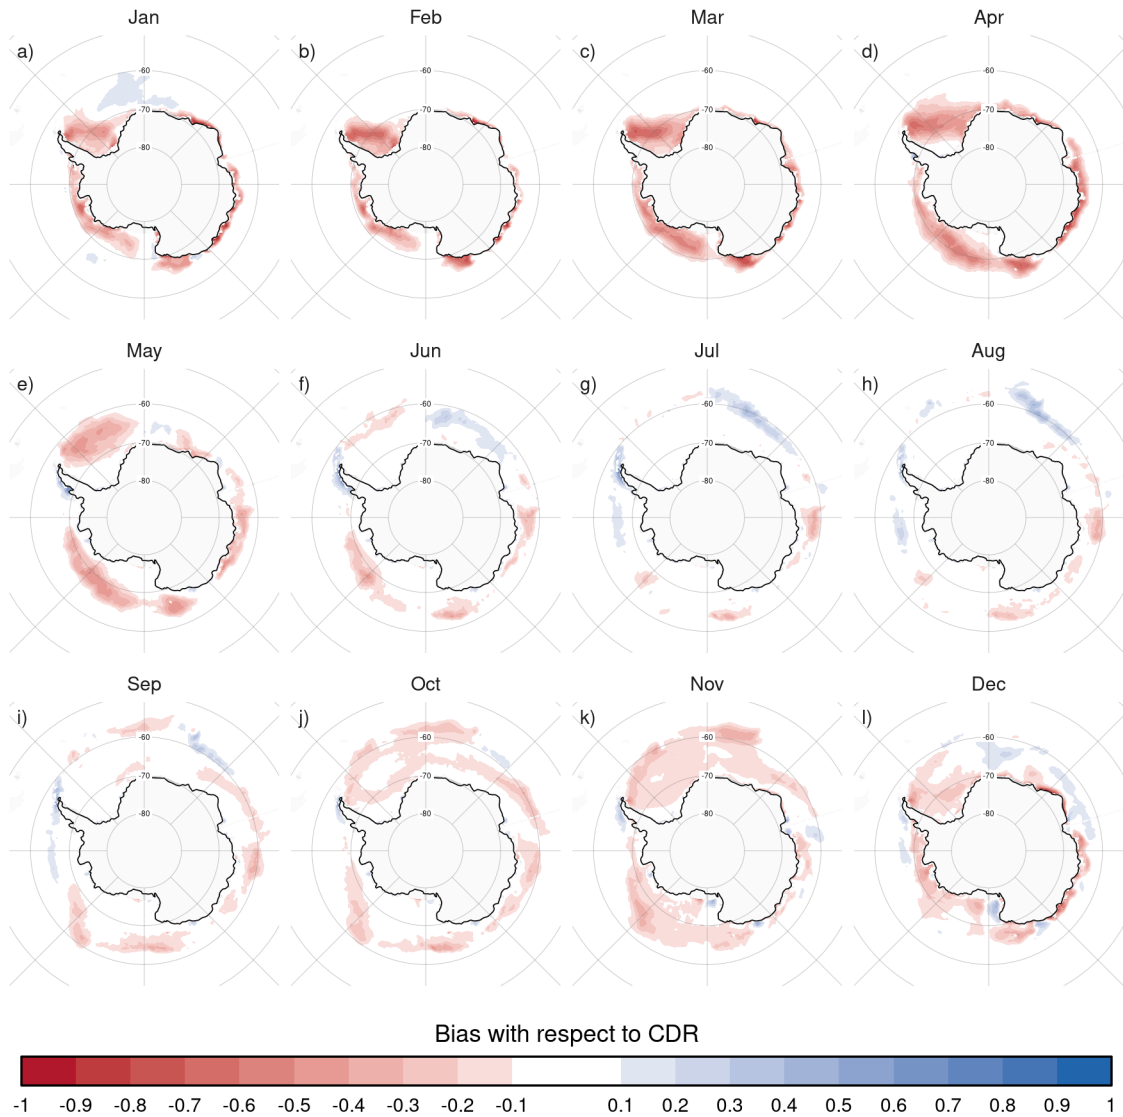 Jan Feb Mar Apr
a) b) c) d)
-60 -60 -60 -60
-70 -70 -70 -70
-80 -80 -80 -80
May Jun Jul Aug
e) f) g) h)
-60 -60 -60 -60
-70 -70 -70 -70
-80 -80 -80 -80
Sep Oct Nov Dec
i) j) k) l)
-60 -60 -60 -60
-70 -70 -70 -70
-80 -80 -80 -80
Bias with respect to CDR
-1 -0.9 -0.8 -0.7 -0.6 -0.5 -0.4 -0.3 -0.2 -0.1 0.1 0.2 0.3 0.4 0.5 0.6 0.7 0.8 0.9 1